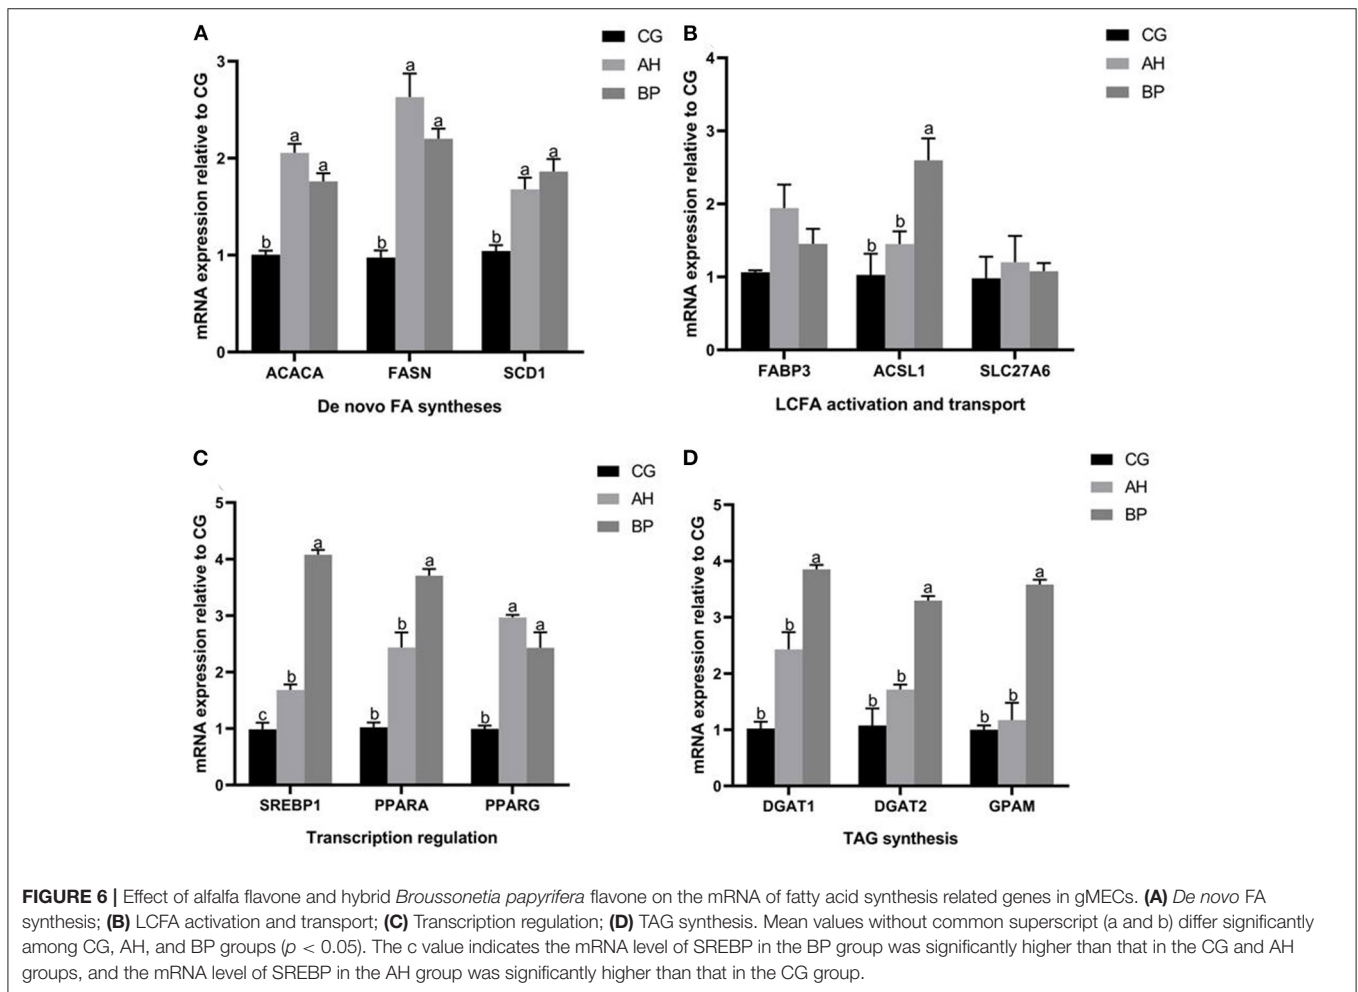 A
CG
AH
BP
mRNA expression relative to CG
3
2
1
0
b
a
a
b
a
a
b
a
a
ACACA
FASN
SCD1
De novo FA syntheses
B
CG
AH
BP
mRNA expression relative to CG
4
3
2
1
0
b
b
a
FABP3
ACSL1
SLC27A6
LCFA activation and transport
C
CG
AH
BP
mRNA expression relative to CG
5
4
3
2
1
0
c
b
a
b
b
a
b
a
a
SREBP1
PPARA
PPARG
Transcription regulation
D
CG
AH
BP
mRNA expression relative to CG
5
4
3
2
1
0
b
b
a
b
b
a
b
b
a
DGAT1
DGAT2
GPAM
TAG synthesis
FIGURE 6 | Effect of alfalfa flavone and hybrid Broussonetia papyrifera flavone on the mRNA of fatty acid synthesis related genes in gMECs. (A) De novo FA
synthesis; (B) LCFA activation and transport; (C) Transcription regulation; (D) TAG synthesis. Mean values without common superscript (a and b) differ significantly
among CG, AH, and BP groups (p < 0.05). The c value indicates the mRNA level of SREBP in the BP group was significantly higher than that in the CG and AH
groups, and the mRNA level of SREBP in the AH group was significantly higher than that in the CG group.